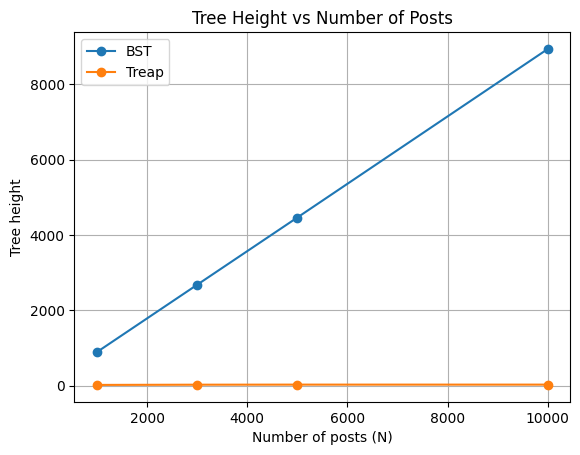 Tree Height vs Number of Posts
BST
Treap
Tree height
8000
6000
4000
2000
0
2000 4000 6000 8000 10000
Number of posts (N)